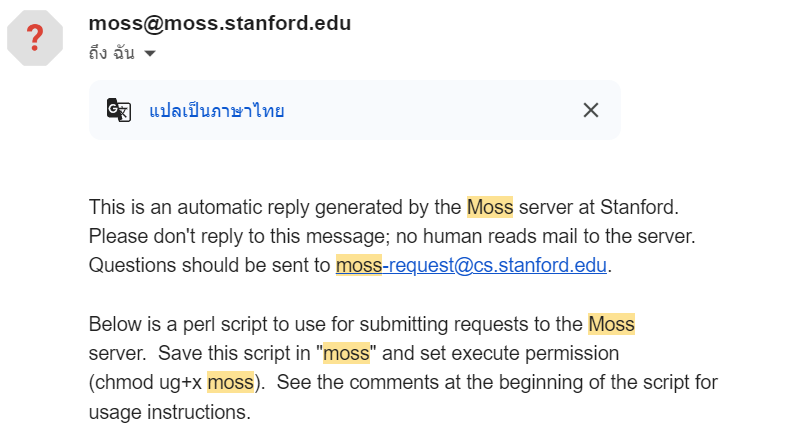 moss@moss.stanford.edu
ถึง ฉัน
แปลเป็นภาษาไทย
This is an automatic reply generated by the Moss server at Stanford.
Please don't reply to this message; no human reads mail to the server.
Questions should be sent to moss-request@cs.stanford.edu.
Below is a perl script to use for submitting requests to the Moss
server.  Save this script in "moss" and set execute permission
(chmod ug+x moss).  See the comments at the beginning of the script for
usage instructions.